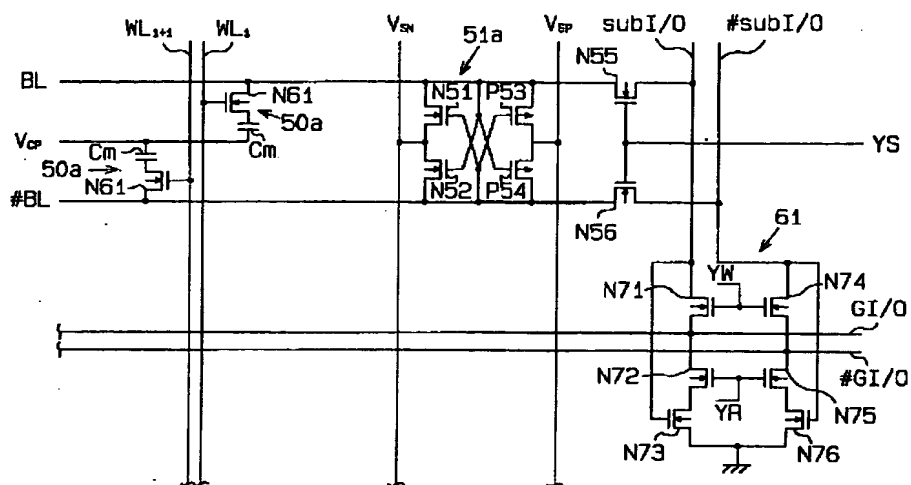 WLi+1 WLi VSN 51a VSP subI/O #subI/O
N55
BL
N61
50a
N51 P53
VCP
Cm
Cm
YS
50a
N61
N52 P54
#BL
N56
61
YW
N71 N74
GI/O
#GI/O
N72
YR
N75
N73 N76